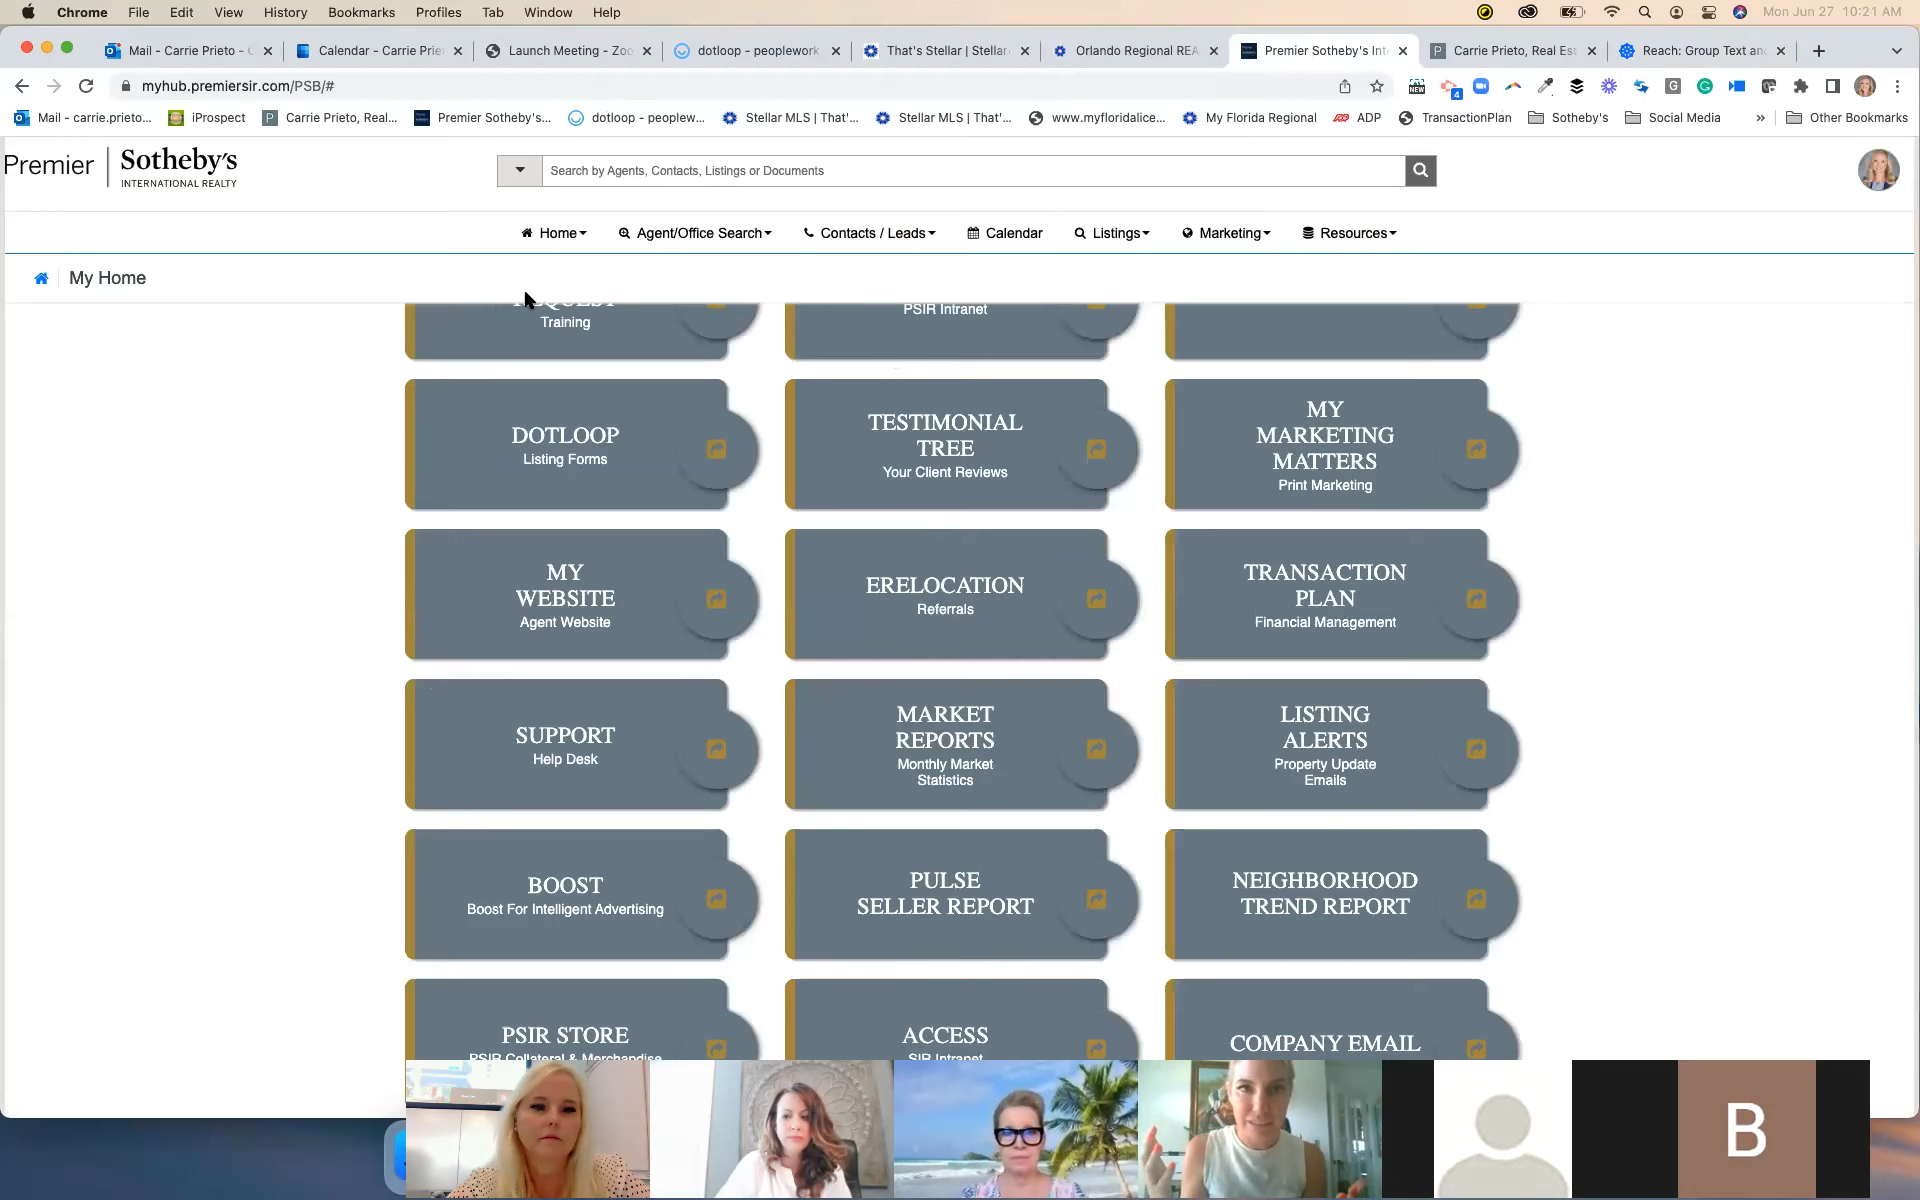 Chrome File Edit View History Bookmarks Profiles Tab Window Help Mon Jun 27 10:21 AM
Mail - Carrie Prieto - Calendar - Carrie Prie Launch Meeting - Zoo dotloop - peoplework That's Stellar | Stellar Orlando Regional REA Premier Sotheby's Int Carrie Prieto, Real Est Reach: Group Text an
myhub.premiersir.com/PSB/#
NEW 4 G
Mail - carrie.prieto... iProspect Carrie Prieto, Real... Premier Sotheby's... dotloop - peoplew... Stellar MLS | That'... Stellar MLS | That'... www.myfloridalice... My Florida Regional ADP TransactionPlan Sotheby's Social Media » Other Bookmarks
Premier | Sotheby's
INTERNATIONAL REALTY
Search by Agents, Contacts, Listings or Documents
Home Agent/Office Search Contacts / Leads Calendar Listings Marketing Resources
My Home
Training
PSIR Intranet
DOTLOOP
Listing Forms
TESTIMONIAL
TREE
Your Client Reviews
MY
MARKETING
MATTERS
Print Marketing
MY
WEBSITE
Agent Website
ERELOCATION
Referrals
TRANSACTION
PLAN
Financial Management
SUPPORT
Help Desk
MARKET
REPORTS
Monthly Market
Statistics
LISTING
ALERTS
Property Update
Emails
BOOST
Boost For Intelligent Advertising
PULSE
SELLER REPORT
NEIGHBORHOOD
TREND REPORT
PSIR STORE
PSIR Collateral & Merchandise
ACCESS
SIR Intranet
COMPANY EMAIL
B